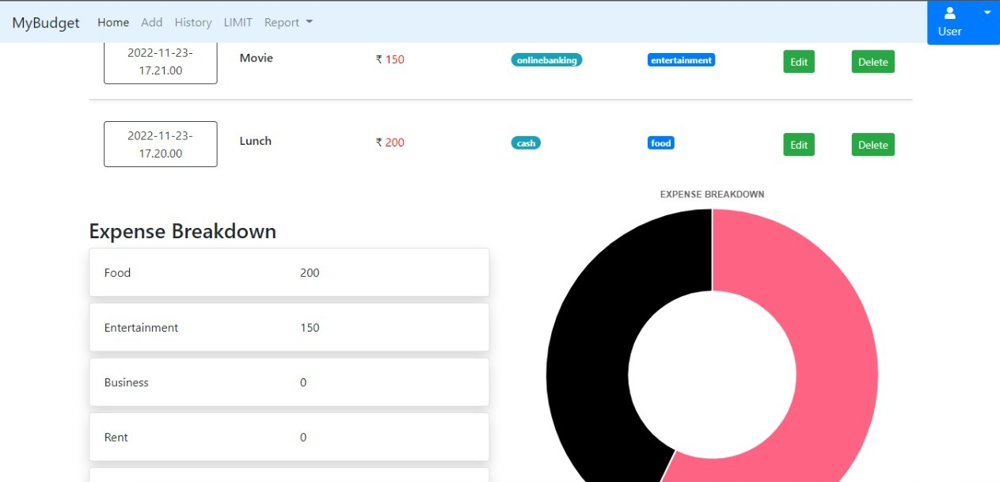 MyBudget Home Add History LIMIT Report User
2022-11-23-
17.21.00
Movie ₹ 150 onlinebanking entertainment Edit Delete
2022-11-23-
17.20.00
Lunch ₹ 200 cash food Edit Delete
EXPENSE BREAKDOWN
Expense Breakdown
Food 200
Entertainment 150
Business 0
Rent 0